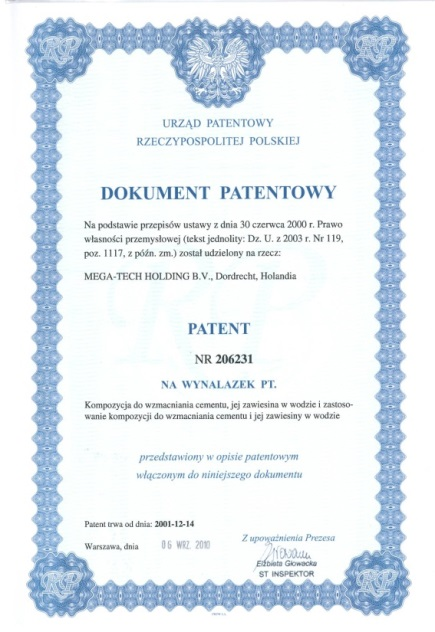 URZĄD PATENTOWY
RZECZYPOSPOLITEJ POLSKIEJ
DOKUMENT PATENTOWY
Na podstawie przepisów ustawy z dnia 30 czerwca 2000 r. Prawo
własności przemysłowej (tekst jednolity: Dz. U. z 2003 r. Nr 119,
poz. 1117, z późn. zm.) został udzielony na rzecz:
MEGA-TECH HOLDING B.V., Dordrecht, Holandia
PATENT
NR 206231
NA WYNALAZEK PT.
Kompozycja do wzmacniania cementu, jej zawiesina w wodzie i zastoso-
wanie kompozycji do wzmacniania cementu i jej zawiesiny w wodzie
przedstawiony w opisie patentowym
włączonym do niniejszego dokumentu
Patent trwa od dnia: 2001-12-14
Warszawa, dnia 06 WRZ. 2010
Z upoważnienia Prezesa
Elżbieta Głowacka
ST INSPEKTOR